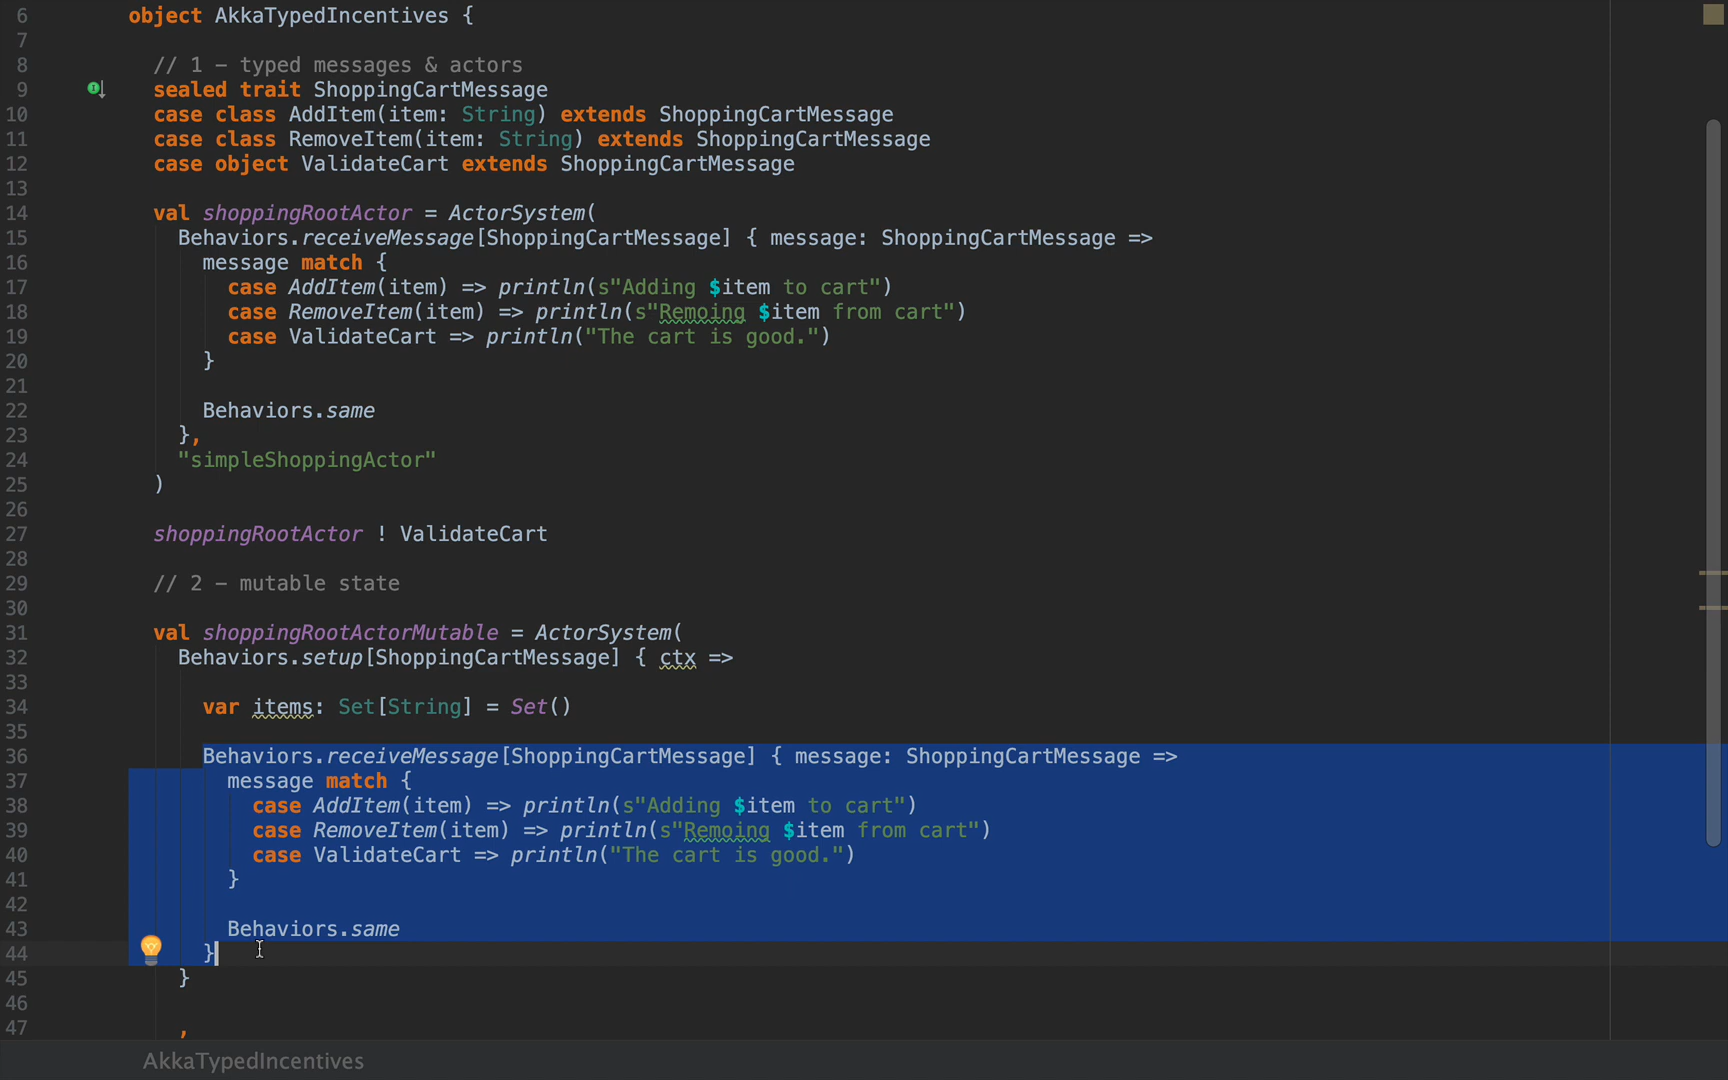 6 object AkkaTypedIncentives {
7
8 // 1 – typed messages & actors
9 sealed trait ShoppingCartMessage
10 case class AddItem(item: String) extends ShoppingCartMessage
11 case class RemoveItem(item: String) extends ShoppingCartMessage
12 case object ValidateCart extends ShoppingCartMessage
13
14 val shoppingRootActor = ActorSystem(
15 Behaviors.receiveMessage[ShoppingCartMessage] { message: ShoppingCartMessage =>
16 message match {
17 case AddItem(item) => println(s"Adding $item to cart")
18 case RemoveItem(item) => println(s"Remoing $item from cart")
19 case ValidateCart => println("The cart is good.")
20 }
21
22 Behaviors.same
23 },
24 "simpleShoppingActor"
25 )
26
27 shoppingRootActor ! ValidateCart
28
29 // 2 – mutable state
30
31 val shoppingRootActorMutable = ActorSystem(
32 Behaviors.setup[ShoppingCartMessage] { ctx =>
33
34 var items: Set[String] = Set()
35
36 Behaviors.receiveMessage[ShoppingCartMessage] { message: ShoppingCartMessage =>
37 message match {
38 case AddItem(item) => println(s"Adding $item to cart")
39 case RemoveItem(item) => println(s"Remoing $item from cart")
40 case ValidateCart => println("The cart is good.")
41 }
42
43 Behaviors.same
44 }
45 }
46
47 ,
AkkaTypedIncentives